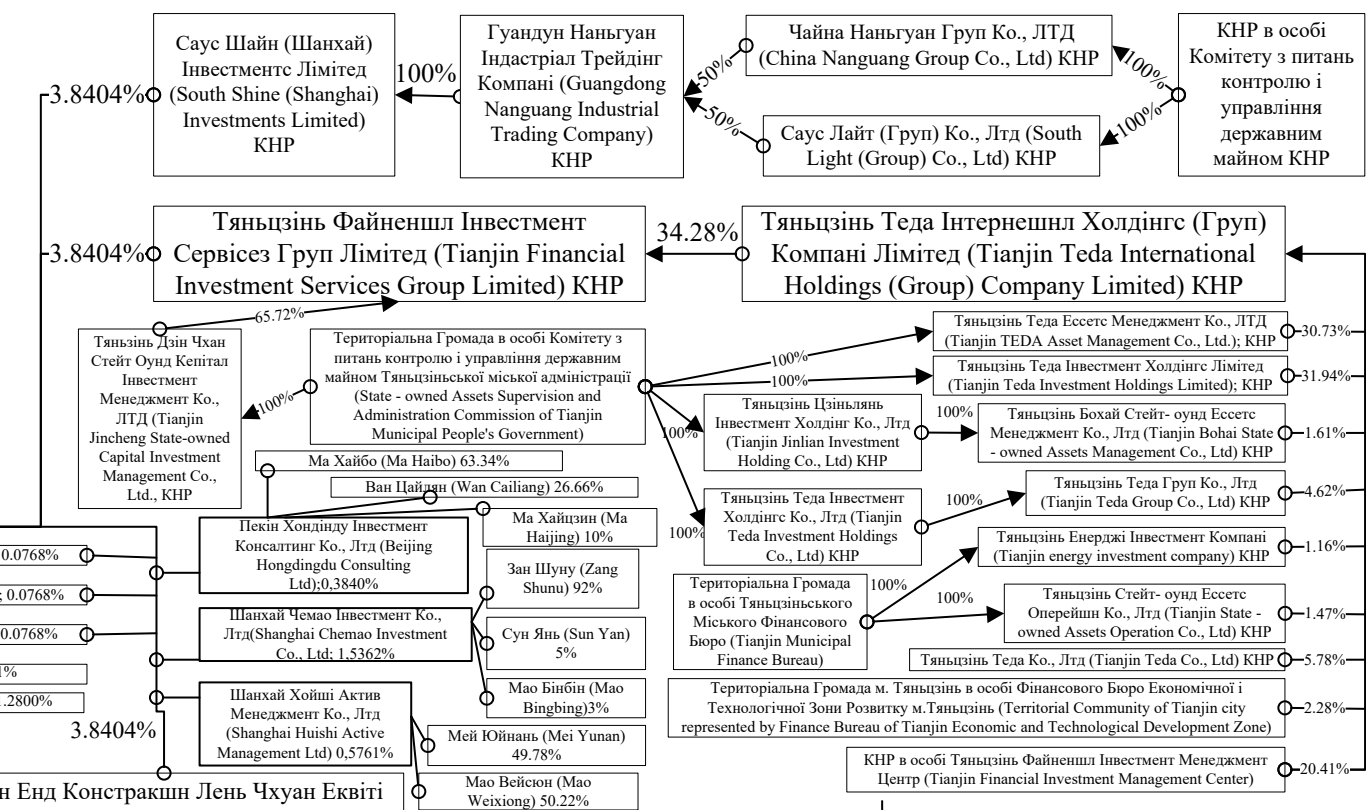 Саус Шайн (Шанхай)
Інвестментс Лімітед
(South Shine (Shanghai)
Investments Limited)
КНР
3.8404%
100%
Гуандун Наньгуан
Індастріал Трейдінг
Компані (Guangdong
Nanguang Industrial
Trading Company)
КНР
50%
50%
Чайна Наньгуан Груп Ко., ЛТД
(China Nanguang Group Co., Ltd) КНР
Саус Лайт (Груп) Ко., Лтд (South
Light (Group) Co., Ltd) КНР
100%
100%
КНР в особі
Комітету з питань
контролю і
управління
державним
майном КНР
3.8404%
Тяньцзінь Файненшл Інвестмент
Сервісез Груп Лімітед (Tianjin Financial
Investment Services Group Limited) КНР
34.28%
Тяньцзінь Теда Інтернешнл Холдінгс (Груп)
Компані Лімітед (Tianjin Teda International
Holdings (Group) Company Limited) КНР
65.72%
Тяньзінь Дзін Чхан
Стейт Оунд Кепітал
Інвестмент
Менеджмент Ко.,
ЛТД (Tianjin
Jincheng State-owned
Capital Investment
Management Co.,
Ltd., КНР
100%
Територіальна Громада в особі Комітету з
питань контролю і управління державним
майном Тяньцзіньської міської адміністрації
(State - owned Assets Supervision and
Administration Commission of Tianjin
Municipal People's Government)
100%
100%
100%
100%
Тяньцзінь Теда Ессетс Менеджмент Ко., ЛТД
(Tianjin TEDA Asset Management Co., Ltd.); КНР
30.73%
Тяньцзінь Теда Інвестмент Холдінгс Лімітед
(Tianjin Teda Investment Holdings Limited); КНР
31.94%
Тяньцзінь Цзіньлянь
Інвестмент Холдінг Ко., Лтд
(Tianjin Jinlian Investment
Holding Co., Ltd) КНР
100%
Тяньцзінь Бохай Стейт- оунд Ессетс
Менеджмент Ко., Лтд (Tianjin Bohai State
- owned Assets Management Co., Ltd) КНР
1.61%
Тяньцзінь Теда Інвестмент
Холдінгс Ко., Лтд (Tianjin
Teda Investment Holdings
Co., Ltd) КНР
100%
Тяньцзінь Теда Груп Ко., Лтд
(Tianjin Teda Group Co., Ltd) КНР
4.62%
Тяньцзінь Енерджі Інвестмент Компані
(Tianjin energy investment company) КНР
1.16%
Територіальна Громада
в особі Тяньцзіньського
Міського Фінансового
Бюро (Tianjin Municipal
Finance Bureau)
100%
100%
Тяньцзінь Стейт- оунд Ессетс
Оперейшн Ко., Лтд (Tianjin State -
owned Assets Operation Co., Ltd) КНР
1.47%
Тяньцзінь Теда Ко., Лтд (Tianjin Teda Co., Ltd) КНР
5.78%
Територіальна Громада м. Тяньцзінь в особі Фінансового Бюро Економічної і
Технологічної Зони Розвитку м.Тяньцзінь (Territorial Community of Tianjin city
represented by Finance Bureau of Tianjin Economic and Technological Development Zone)
2.28%
КНР в особі Тяньцзінь Файненшл Інвестмент Менеджмент
Центр (Tianjin Financial Investment Management Center)
20.41%
Ма Хайбо (Ma Haibo) 63.34%
Ван Цайлян (Wan Cailiang) 26.66%
Ма Хайцзин (Ma
Haijing) 10%
Пекін Хондінду Інвестмент
Консалтинг Ко., Лтд (Beijing
Hongdingdu Consulting
Ltd);0,3840%
Зан Шуну (Zang
Shunu) 92%
Шанхай Чемао Інвестмент Ко.,
Лтд(Shanghai Chemao Investment
Co., Ltd; 1,5362%
Сун Янь (Sun Yan)
5%
Мао Бінбін (Mao
Bingbing)3%
Шанхай Хойші Актив
Менеджмент Ко., Лтд
(Shanghai Huishi Active
Management Ltd) 0,5761%
Мей Юйнань (Mei Yunan)
49.78%
Мао Вейсюн (Mao
Weixiong) 50.22%
0.0768%
; 0.0768%
0.0768%
1%
.2800%
3.8404%
н Енд Констракшн Лень Чхуан Еквіті